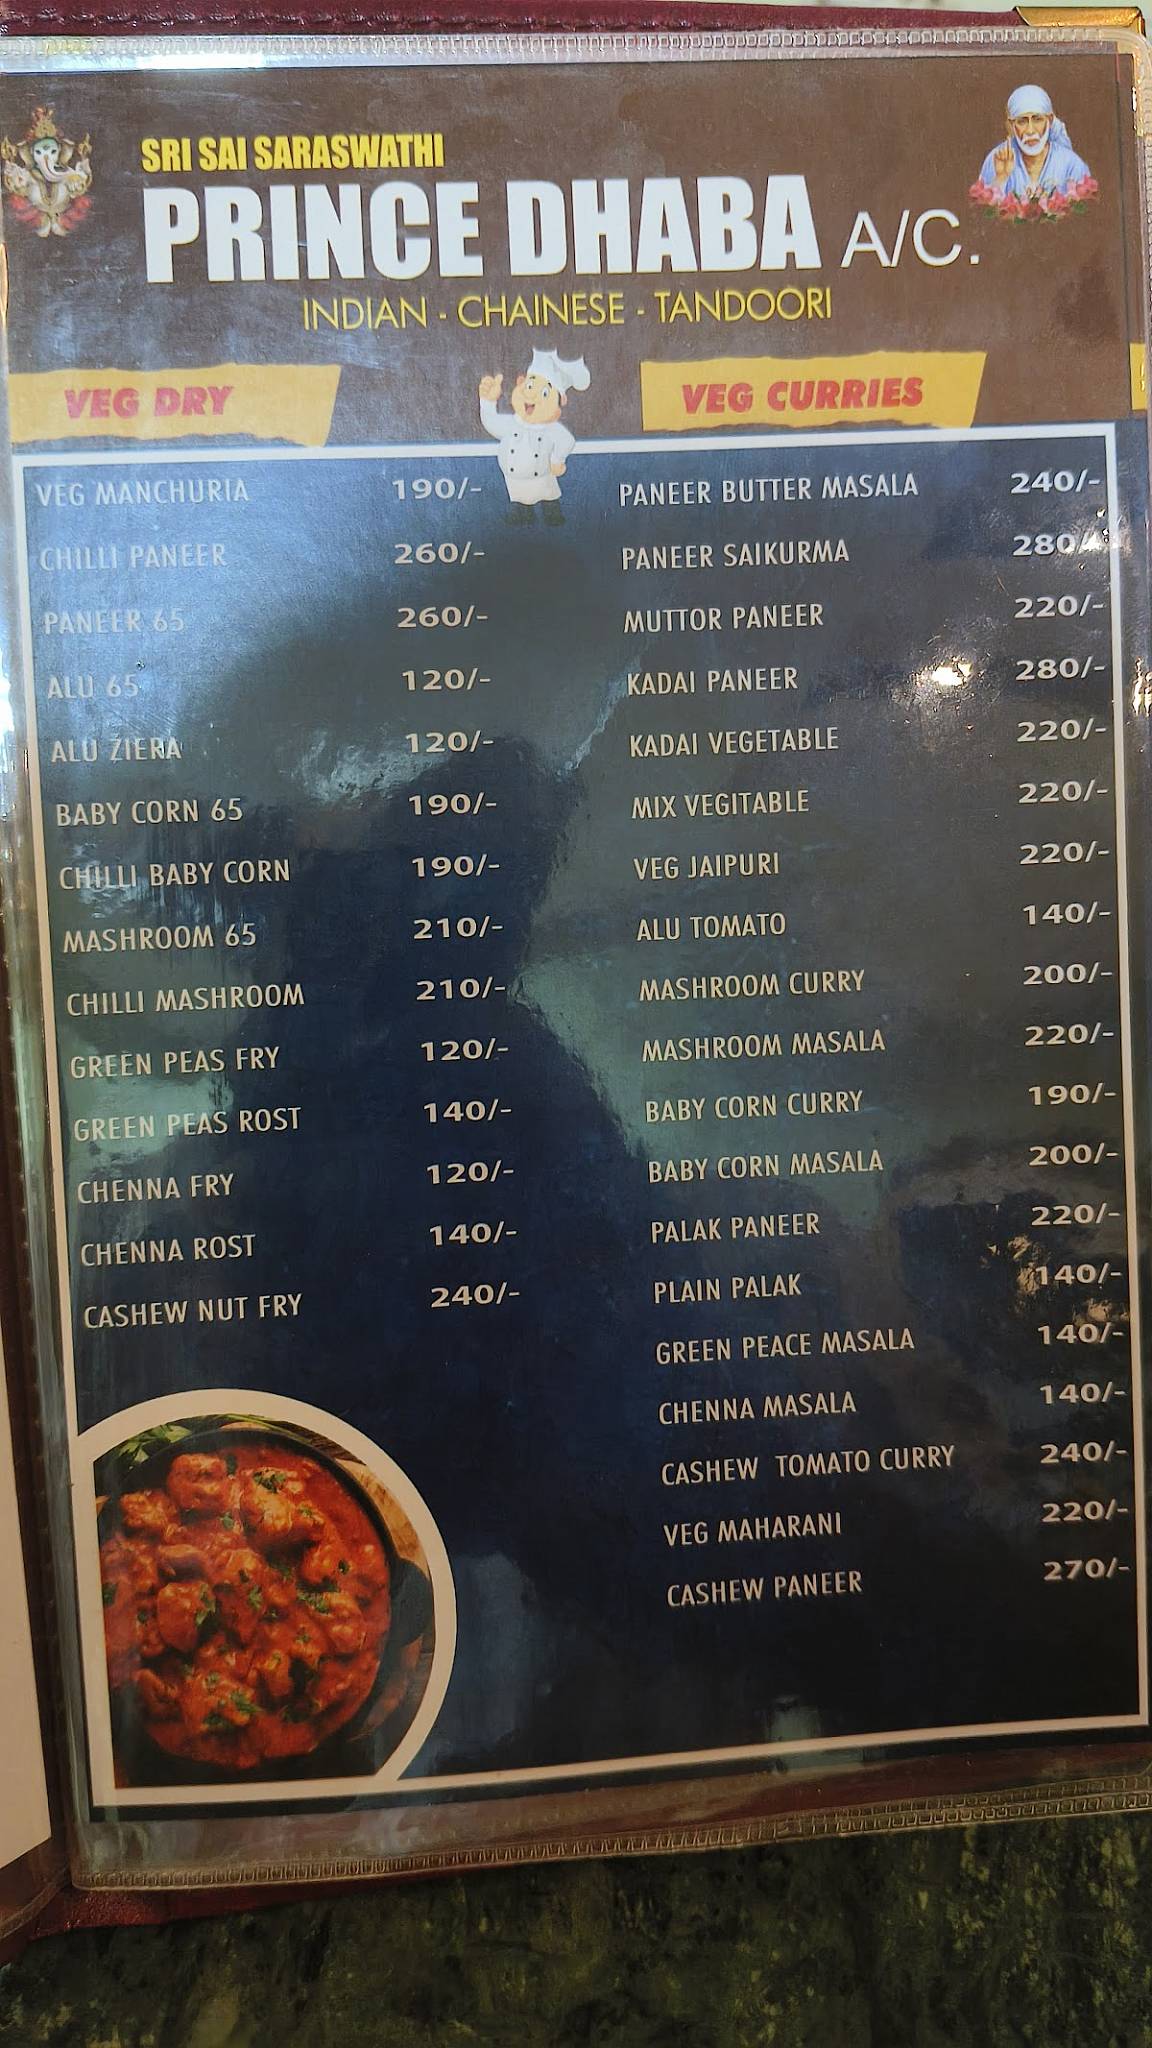 SRI SAI SARASWATHI
PRINCE DHABA A/C.
INDIAN - CHAINESE - TANDOORI
VEG DRY
VEG MANCHURIA 190/-
CHILLI PANEER 260/-
PANEER 65 260/-
ALU 65 120/-
ALU ZIERA 120/-
BABY CORN 65 190/-
CHILLI BABY CORN 190/-
MASHROOM 65 210/-
CHILLI MASHROOM 210/-
GREEN PEAS FRY 120/-
GREEN PEAS ROST 140/-
CHENNA FRY 120/-
CHENNA ROST 140/-
CASHEW NUT FRY 240/-
VEG CURRIES
PANEER BUTTER MASALA 240/-
PANEER SAIKURMA 280/-
MUTTOR PANEER 220/-
KADAI PANEER 280/-
KADAI VEGETABLE 220/-
MIX VEGITABLE 220/-
VEG JAIPURI 220/-
ALU TOMATO 140/-
MASHROOM CURRY 200/-
MASHROOM MASALA 220/-
BABY CORN CURRY 190/-
BABY CORN MASALA 200/-
PALAK PANEER 220/-
PLAIN PALAK 140/-
GREEN PEACE MASALA 140/-
CHENNA MASALA 140/-
CASHEW TOMATO CURRY 240/-
VEG MAHARANI 220/-
CASHEW PANEER 270/-